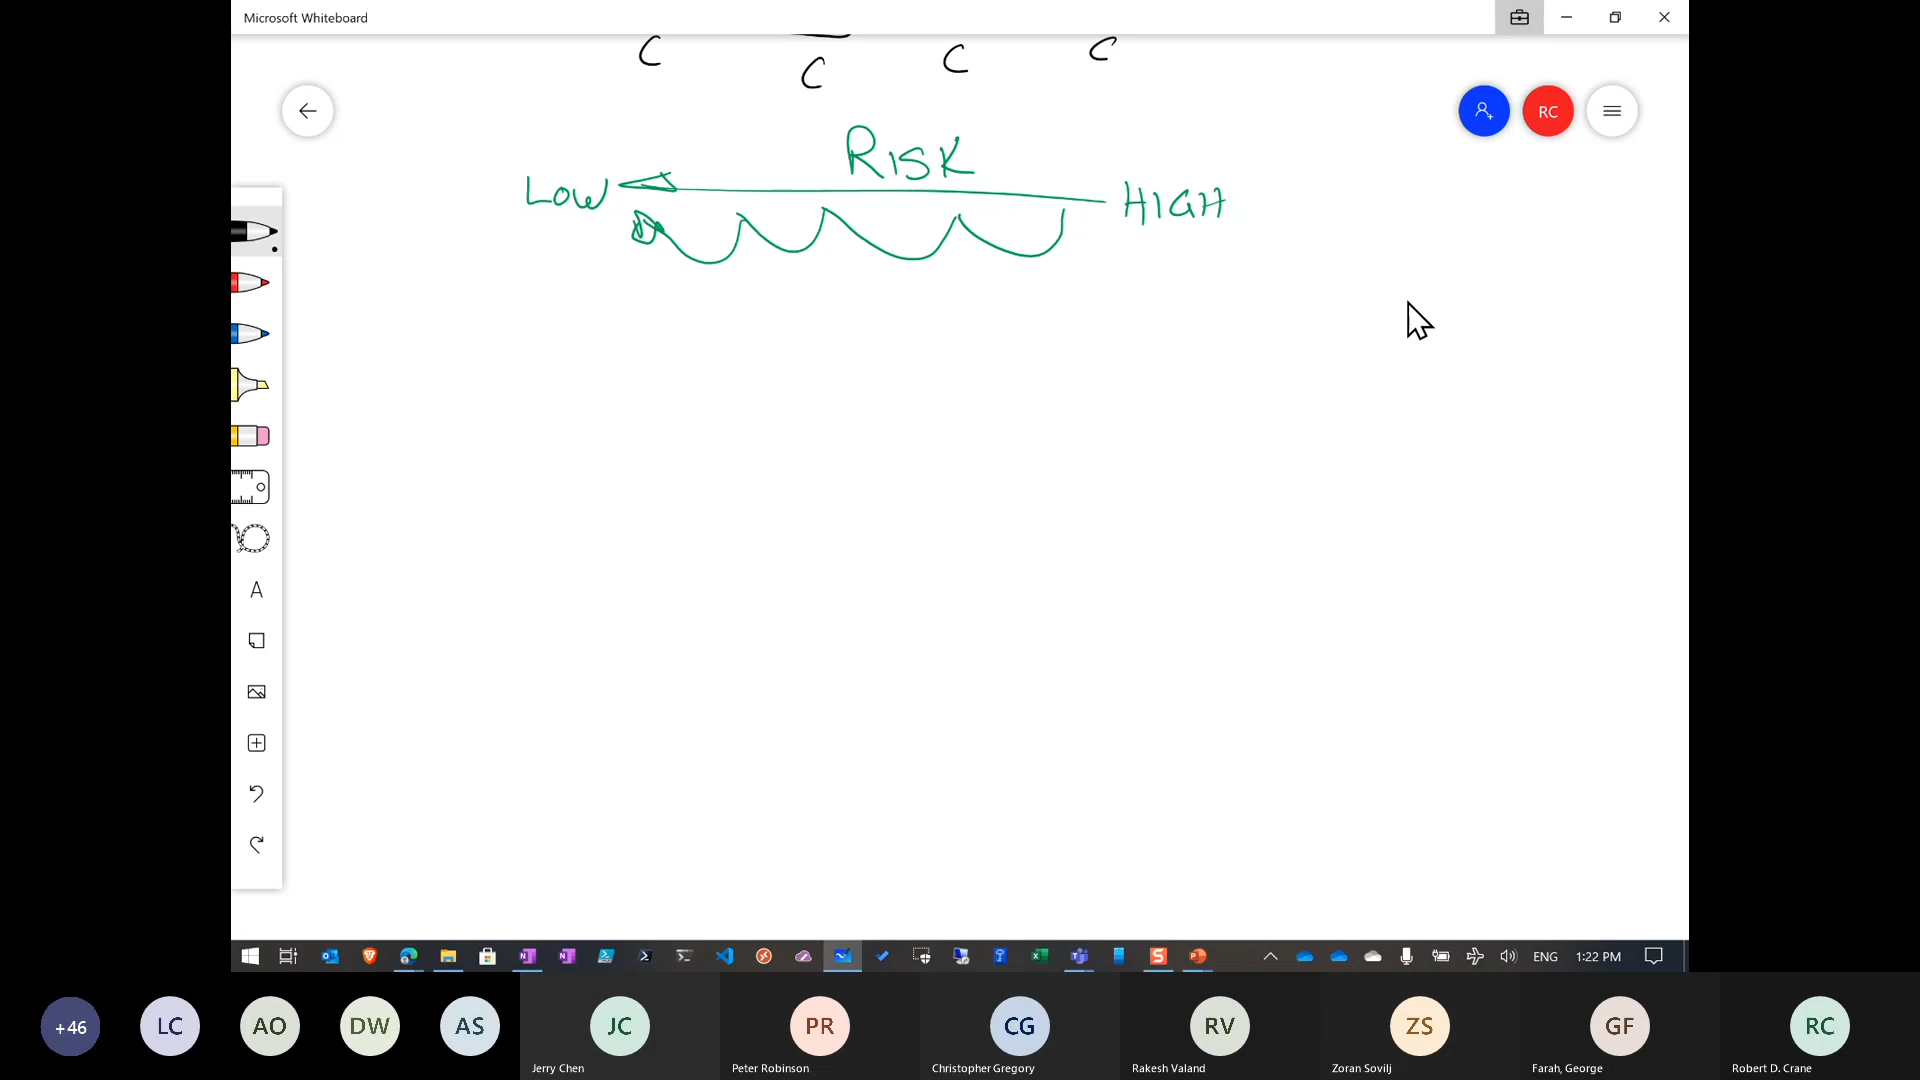 Microsoft Whiteboard
C C C C
RISK
LOW HIGH
RC
A
ENG 1:22 PM
+46 LC AO DW AS JC PR CG RV ZS GF RC
Jerry Chen Peter Robinson Christopher Gregory Rakesh Valand Zoran Sovilj Farah, George Robert D. Crane